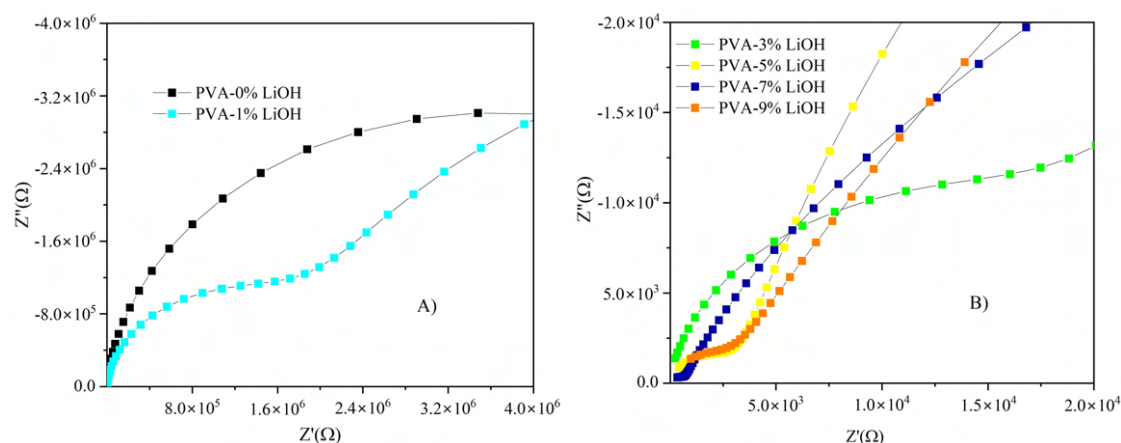 -4.0×10⁶
-3.2×10⁶
-2.4×10⁶
-1.6×10⁶
-8.0×10⁵
0.0
Z"(Ω)
PVA-0% LiOH
PVA-1% LiOH
A)
8.0×10⁵ 1.6×10⁶ 2.4×10⁶ 3.2×10⁶ 4.0×10⁶
Z'(Ω)
-2.0×10⁴
-1.5×10⁴
-1.0×10⁴
-5.0×10³
0.0
Z"(Ω)
PVA-3% LiOH
PVA-5% LiOH
PVA-7% LiOH
PVA-9% LiOH
B)
5.0×10³ 1.0×10⁴ 1.5×10⁴ 2.0×10⁴
Z'(Ω)